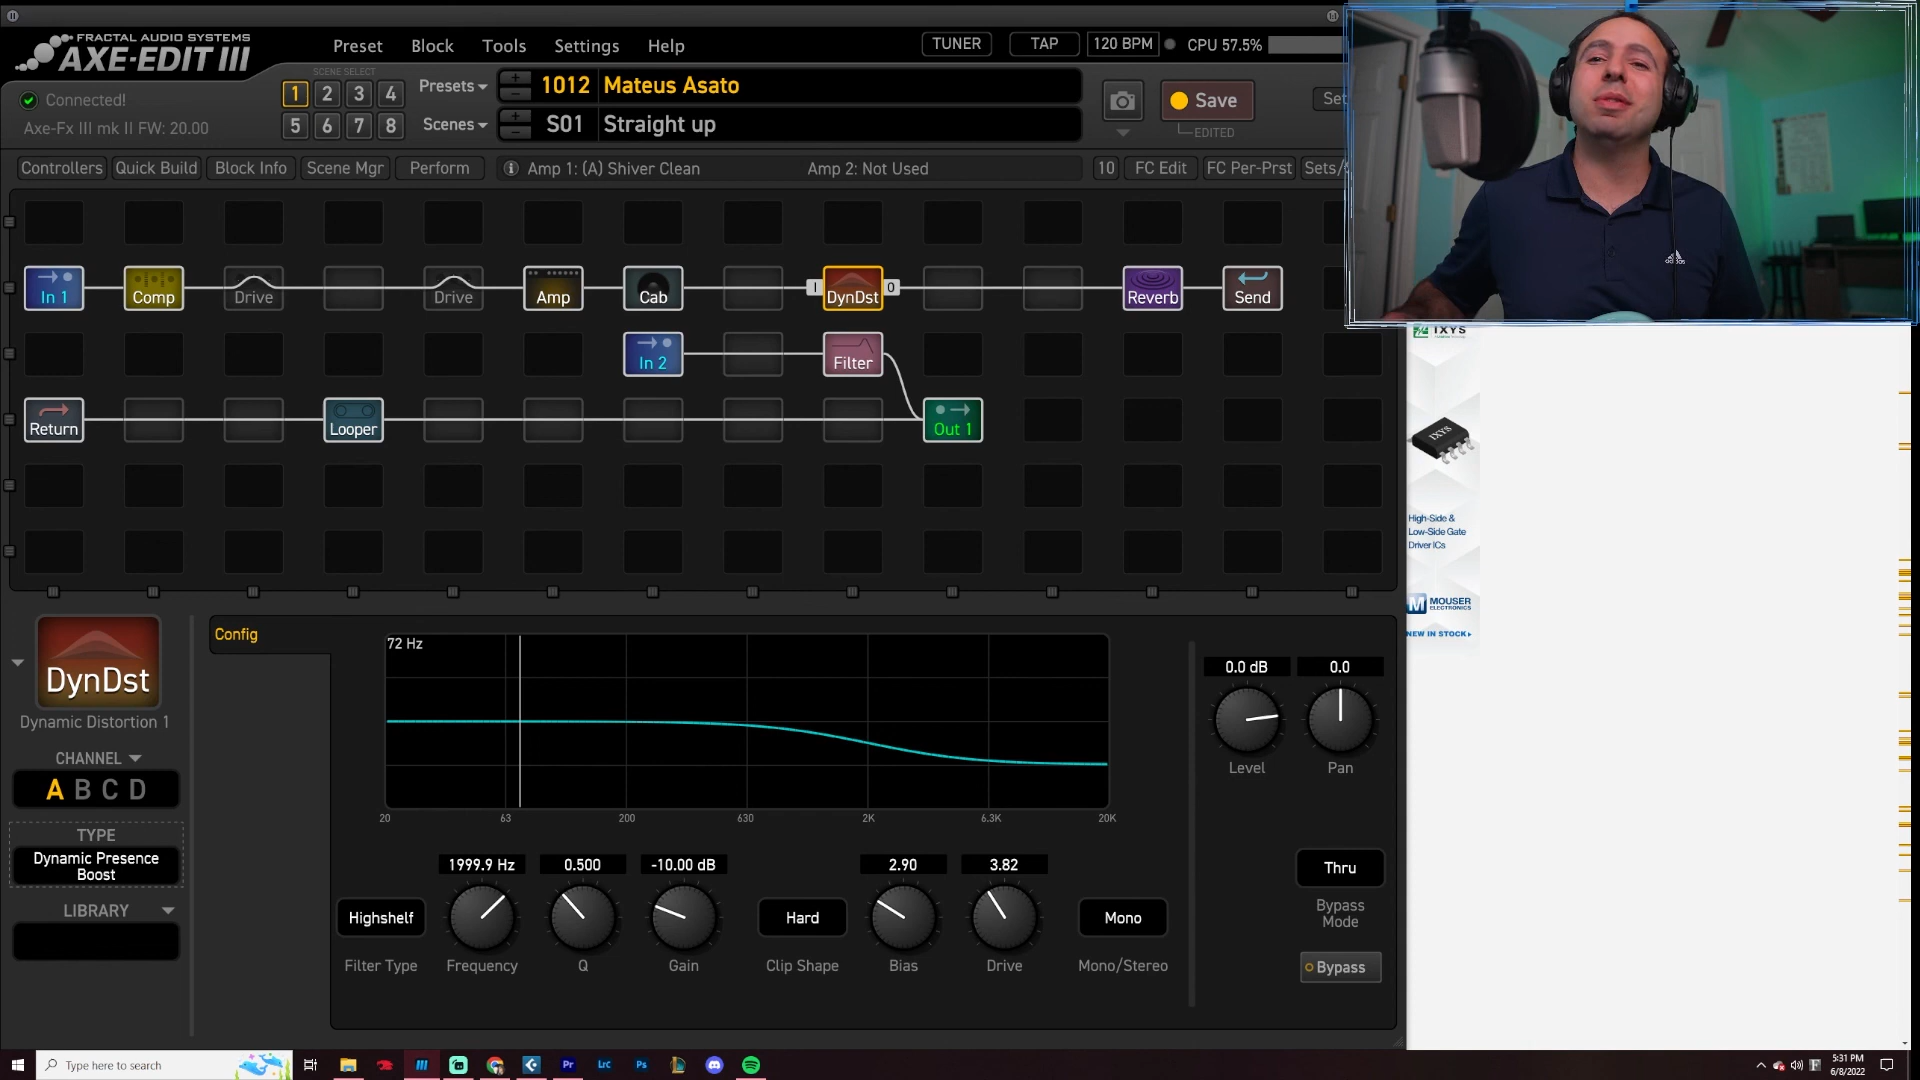 FRACTAL AUDIO SYSTEMS
AXE-EDIT III
Preset Block Tools Settings Help
TUNER TAP 120 BPM CPU 57.5%
Connected!
Axe-Fx III mk II FW: 20.00
SCENE SELECT
1 2 3 4
5 6 7 8
Presets 1012 Mateus Asato
Scenes S01 Straight up
Save
EDITED
Set
Controllers Quick Build Block Info Scene Mgr Perform
Amp 1: (A) Shiver Clean Amp 2: Not Used
10 FC Edit FC Per-Prst Sets/
In 1 Comp Drive Drive Amp Cab I DynDst O Reverb Send
In 2 Filter
Return Looper Out 1
adidas
IXYS
IXYS
High-Side &
Low-Side Gate
Driver ICs
M MOUSER
ELECTRONICS
NEW IN STOCK
DynDst
Dynamic Distortion 1
CHANNEL
A B C D
TYPE
Dynamic Presence
Boost
LIBRARY
Config
72 Hz
20 63 200 630 2K 6.3K 20K
1999.9 Hz 0.500 -10.00 dB 2.90 3.82
Highshelf Hard Mono
Filter Type Frequency Q Gain Clip Shape Bias Drive Mono/Stereo
0.0 dB 0.0
Level Pan
Thru
Bypass
Mode
Bypass
Type here to search
Pr LrC Ps
5:31 PM
6/8/2022